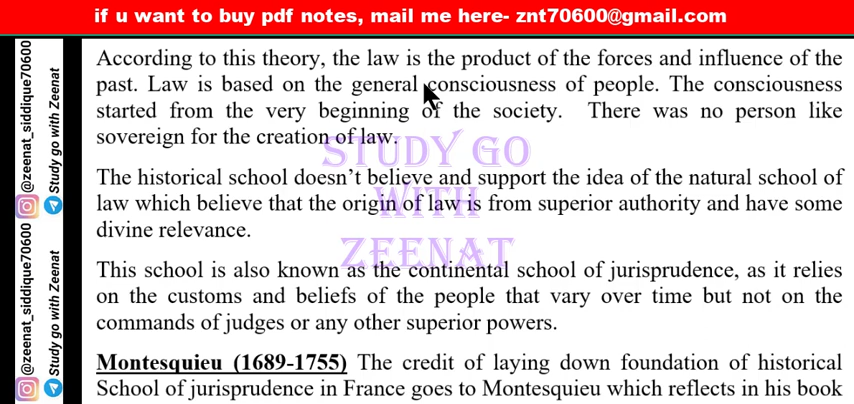 if u want to buy pdf notes, mail me here- znt70600@gmail.com
@zeenat_siddique70600
Study go with Zeenat
@zeenat_siddique70600
Study go with Zeenat
According to this theory, the law is the product of the forces and influence of the
past. Law is based on the general consciousness of people. The consciousness
started from the very beginning of the society. There was no person like
sovereign for the creation of law.
STUDY GO
WITH
ZEENAT
The historical school doesn’t believe and support the idea of the natural school of
law which believe that the origin of law is from superior authority and have some
divine relevance.
This school is also known as the continental school of jurisprudence, as it relies
on the customs and beliefs of the people that vary over time but not on the
commands of judges or any other superior powers.
Montesquieu (1689-1755) The credit of laying down foundation of historical
School of jurisprudence in France goes to Montesquieu which reflects in his book